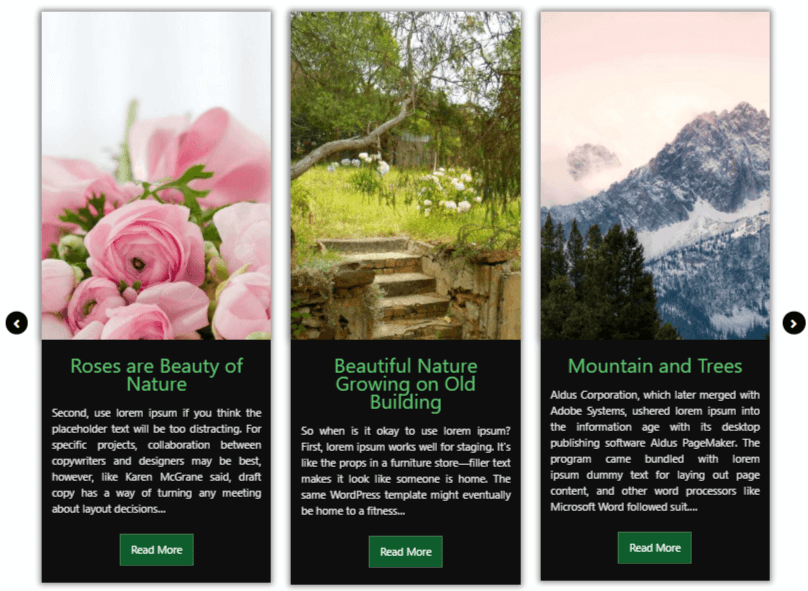 Roses are Beauty of
Nature
Second, use lorem ipsum if you think the
placeholder text will be too distracting. For
specific projects, collaboration between
copywriters and designers may be best,
however, like Karen McGrane said, draft
copy has a way of turning any meeting
about layout decisions...
Read More
Beautiful Nature
Growing on Old
Building
So when is it okay to use lorem ipsum?
First, lorem ipsum works well for staging. It's
like the props in a furniture store—filler text
makes it look like someone is home. The
same WordPress template might eventually
be home to a fitness...
Read More
Mountain and Trees
Aldus Corporation, which later merged with
Adobe Systems, ushered lorem ipsum into
the information age with its desktop
publishing software Aldus PageMaker. The
program came bundled with lorem
ipsum dummy text for laying out page
content, and other word processors like
Microsoft Word followed suit....
Read More